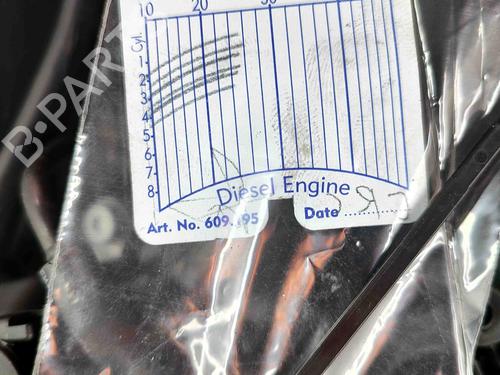 10 20 30
Cyl.
1
2
3
4
5
6
7
8
Diesel Engine
Art. No. 609.195
Date ..............
B-PARTS